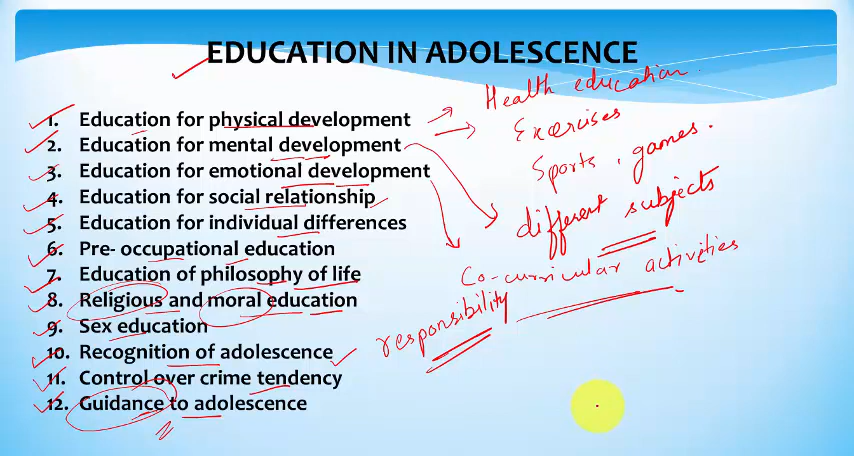 EDUCATION IN ADOLESCENCE
1. Education for physical development
2. Education for mental development
3. Education for emotional development
4. Education for social relationship
5. Education for individual differences
6. Pre- occupational education
7. Education of philosophy of life
8. Religious and moral education
9. Sex education
10. Recognition of adolescence
11. Control over crime tendency
12. Guidance to adolescence
Health education
Exercises
Sports, games.
different subjects
Co-curricular activities
responsibility